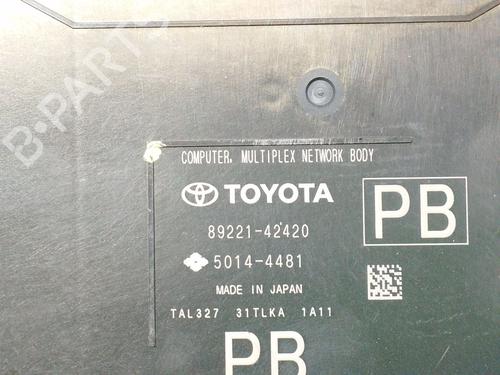 B-PARTS
COMPUTER, MULTIPLEX NETWORK BODY
TOYOTA
PB
89221-42420
5014-4481
MADE IN JAPAN
TAL327 31TLKA 1A11
PB